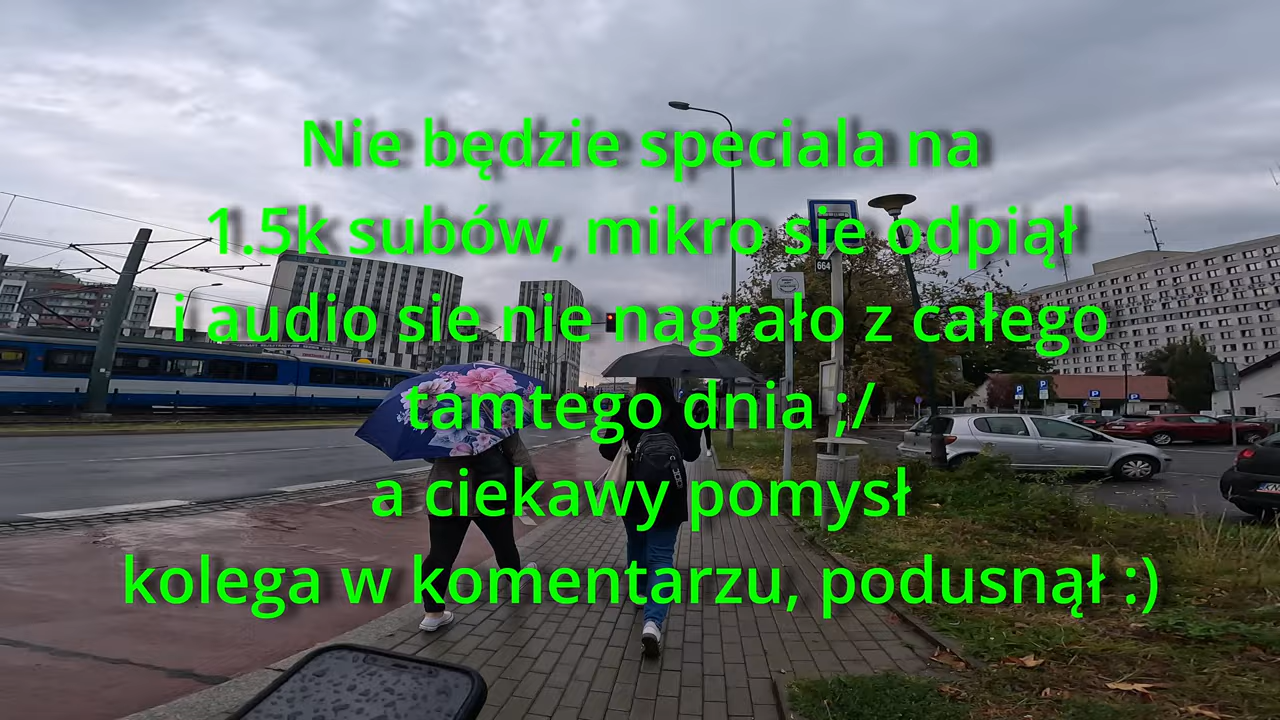 Nie będzie speciala na
1.5k subów, mikro sie odpiął
i audio sie nie nagrało z całego
tamtego dnia ;/
a ciekawy pomysł
kolega w komentarzu, podusnął :)
664
P
P
P
P